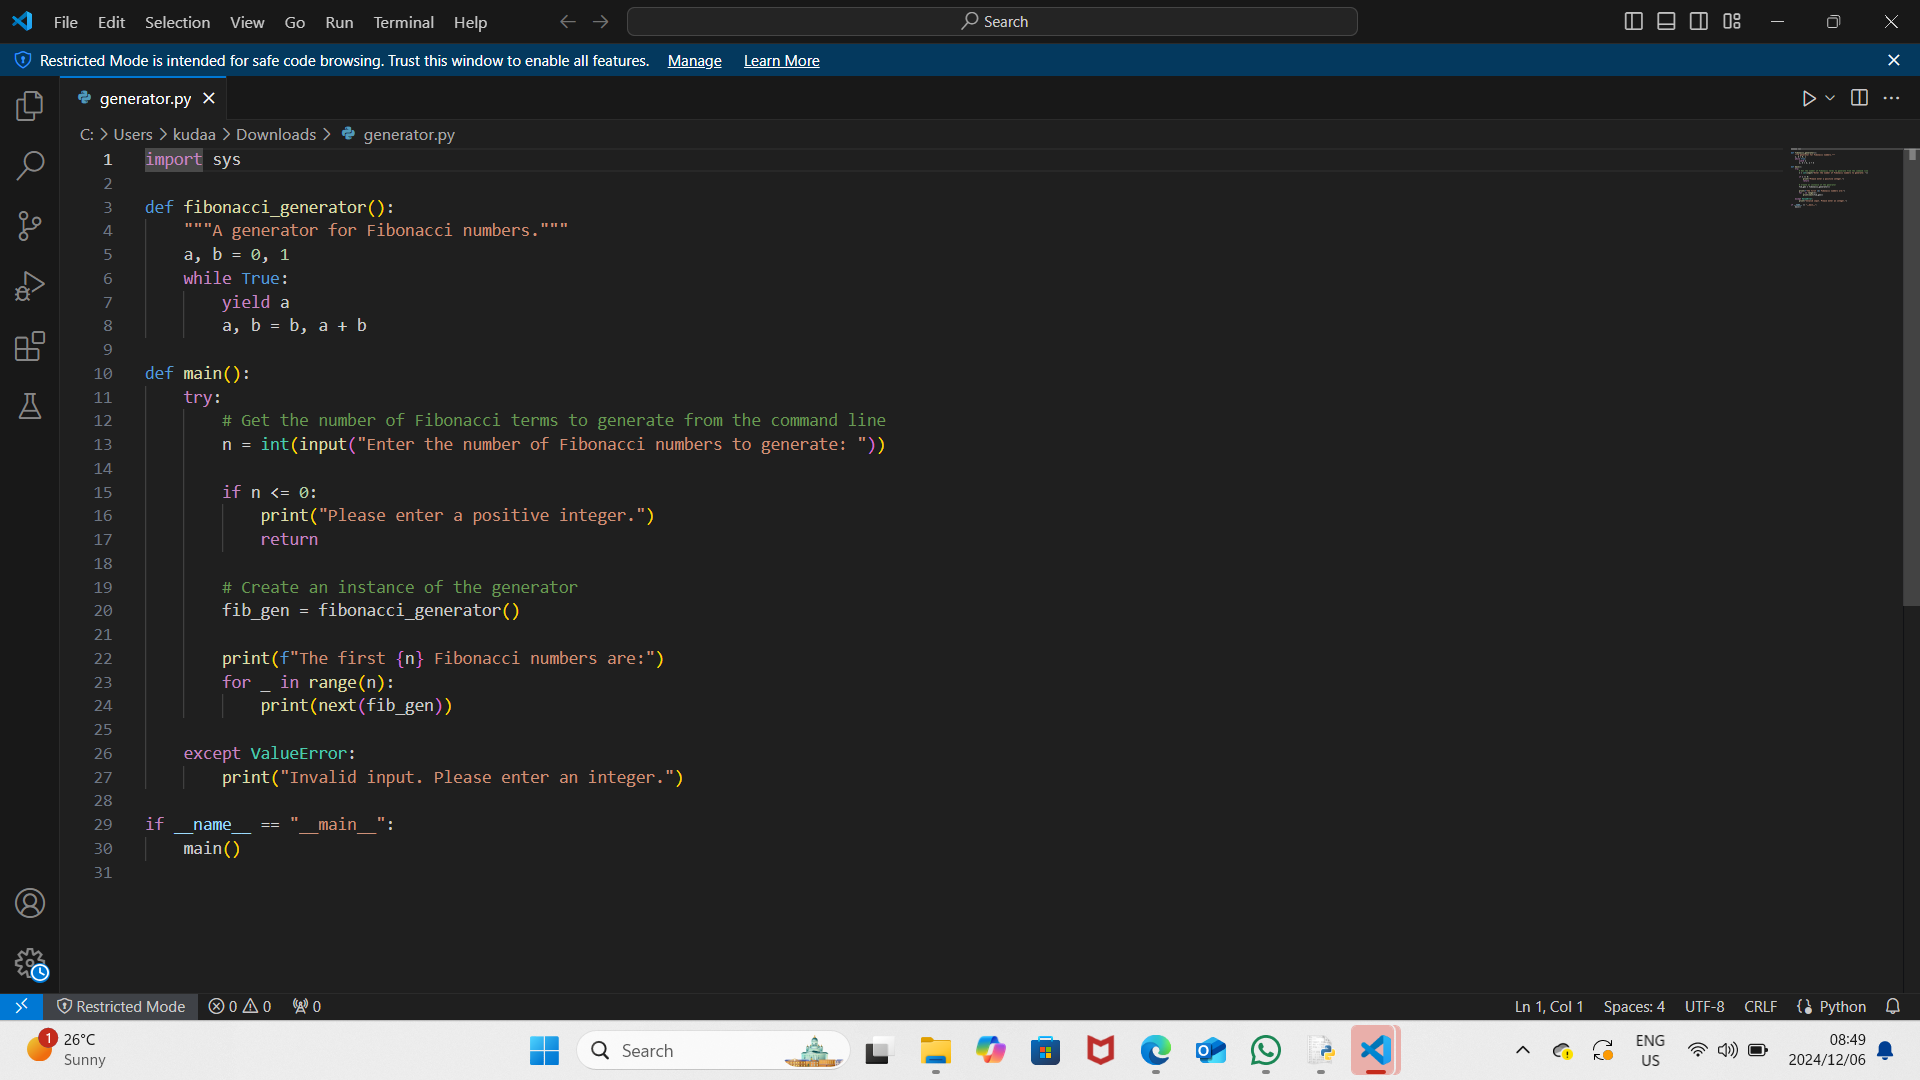 File Edit Selection View Go Run Terminal Help
Search
Restricted Mode is intended for safe code browsing. Trust this window to enable all features. Manage Learn More
generator.py
C: > Users > kudaa > Downloads > generator.py
1 import sys
2
3 def fibonacci_generator():
4     """A generator for Fibonacci numbers."""
5     a, b = 0, 1
6     while True:
7         yield a
8         a, b = b, a + b
9
10 def main():
11     try:
12         # Get the number of Fibonacci terms to generate from the command line
13         n = int(input("Enter the number of Fibonacci numbers to generate: "))
14
15         if n <= 0:
16             print("Please enter a positive integer.")
17             return
18
19         # Create an instance of the generator
20         fib_gen = fibonacci_generator()
21
22         print(f"The first {n} Fibonacci numbers are:")
23         for _ in range(n):
24             print(next(fib_gen))
25
26     except ValueError:
27         print("Invalid input. Please enter an integer.")
28
29 if __name__ == "__main__":
30     main()
31
Restricted Mode 0 0 0
Ln 1, Col 1 Spaces: 4 UTF-8 CRLF Python
1
26°C
Sunny
Search
ENG
US
08:49
2024/12/06